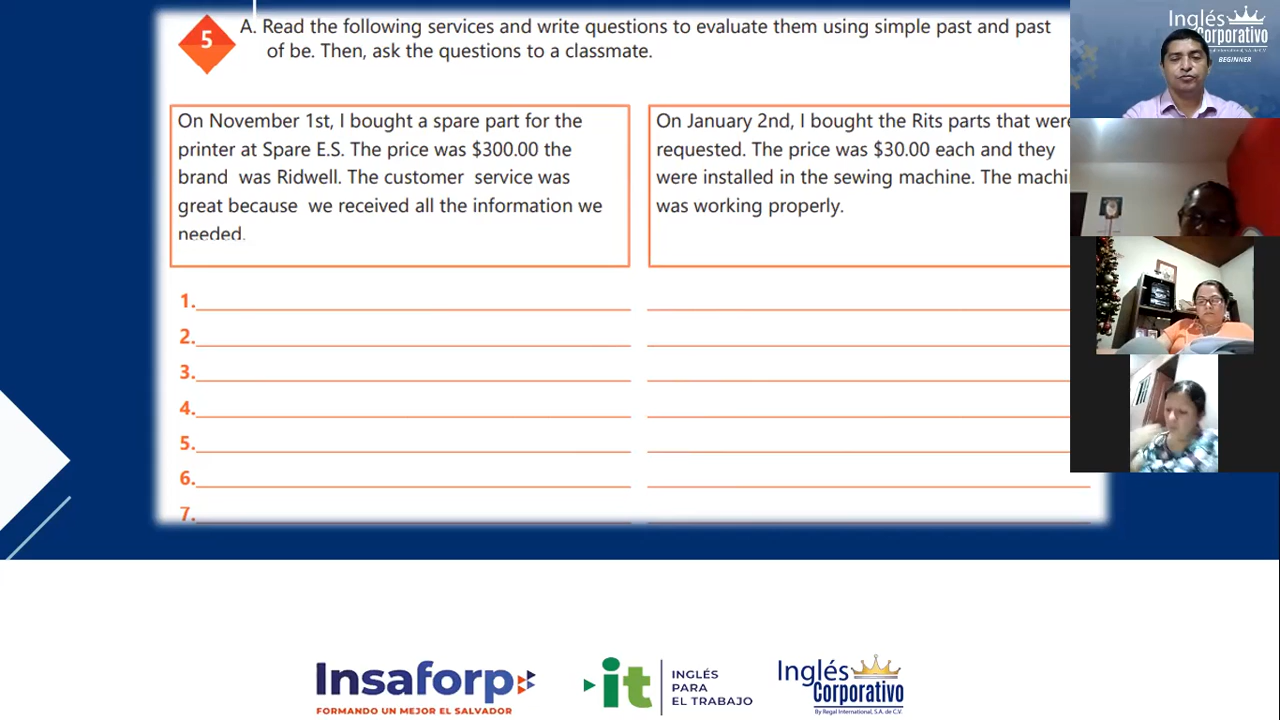 5
A. Read the following services and write questions to evaluate them using simple past and past
of be. Then, ask the questions to a classmate.
On November 1st, I bought a spare part for the
printer at Spare E.S. The price was $300.00 the
brand was Ridwell. The customer service was
great because we received all the information we
needed.
On January 2nd, I bought the Rits parts that were
requested. The price was $30.00 each and they
were installed in the sewing machine. The machi
was working properly.
1.
2.
3.
4.
5.
6.
7.
Inglés
Corporativo
BEGINNER
Insaforp
FORMANDO UN MEJOR EL SALVADOR
it
INGLÉS
PARA
EL TRABAJO
Inglés
Corporativo
By Regal International, S.A. de C.V.